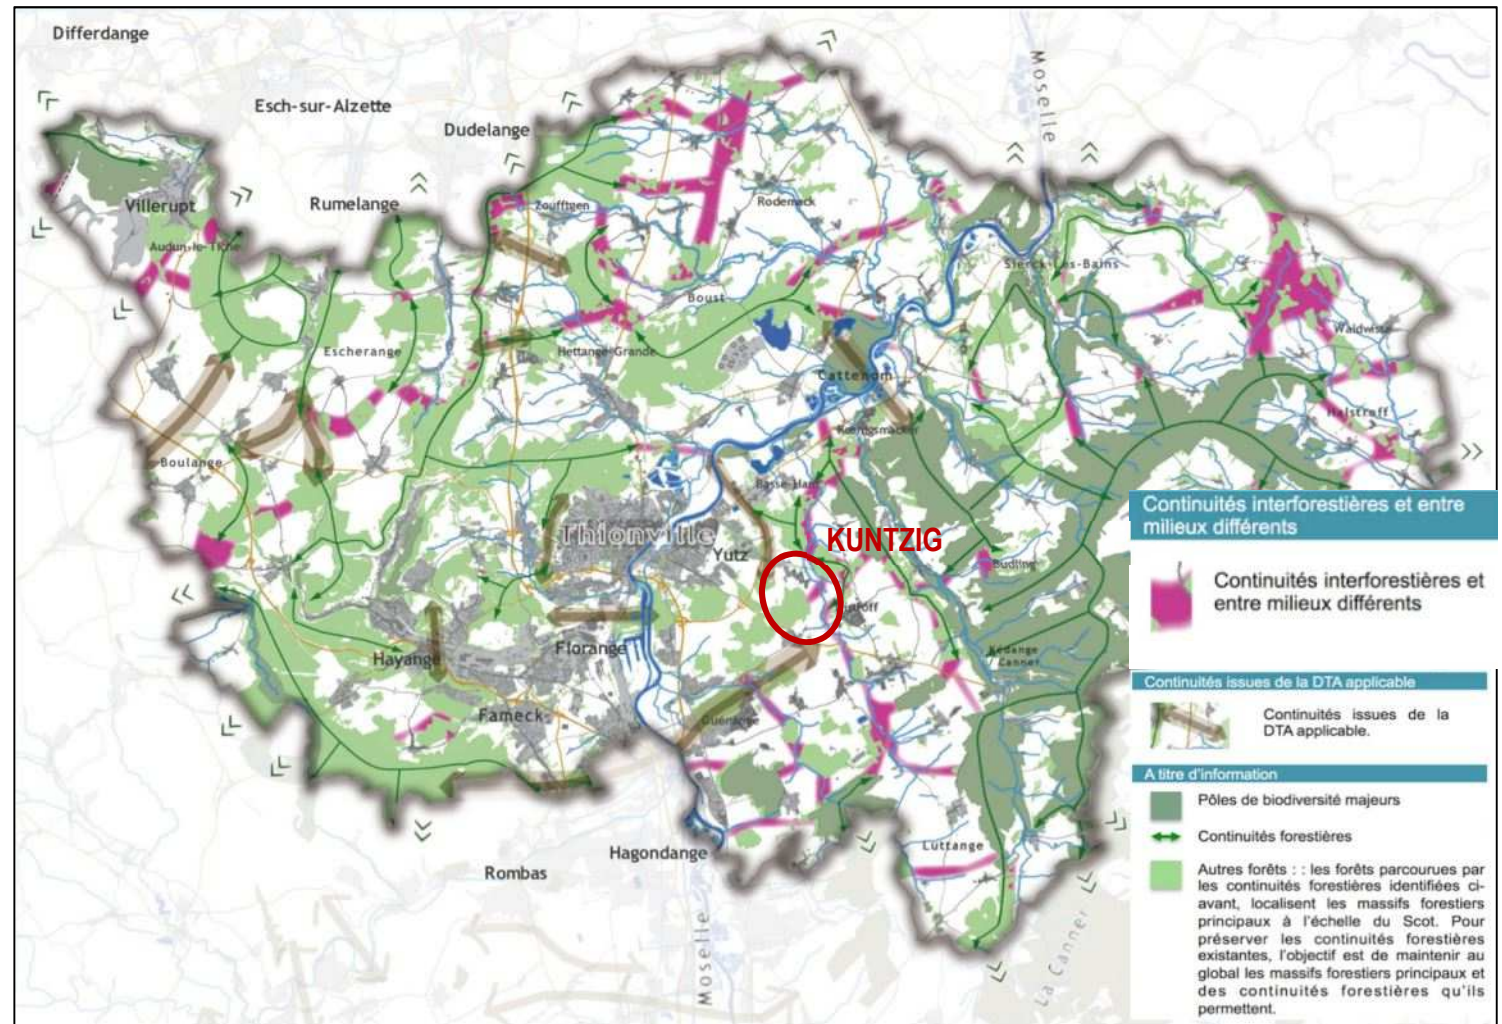 Differdange
Esch-sur-Alzette
Dudelange
Moselle
Villerupt
Rumelange
Zoufftgen
Rodemack
Audun-le-Tiche
Sierck-Les-Bains
Boust
Waldwisse
Escherange
Hettange-Grande
Cattenom
Halstroff
Koenigsmacker
Boulange
Basse-Ham
Thionville
Yutz
KUNTZIG
Budling
Florange
Hayange
Kédange
/ Canner
Fameck
Guénange
Luttange
Hagondange
Rombas
Moselle
La Canner
Continuités interforestières et entre
milieux différents
Continuités interforestières et
entre milieux différents
Continuités issues de la DTA applicable
Continuités issues de la
DTA applicable.
A titre d'information
Pôles de biodiversité majeurs
Continuités forestières
Autres forêts : : les forêts parcourues par
les continuités forestières identifiées ci-
avant, localisent les massifs forestiers
principaux à l'échelle du Scot. Pour
préserver les continuités forestières
existantes, l'objectif est de maintenir au
global les massifs forestiers principaux et
des continuités forestières qu'ils
permettent.